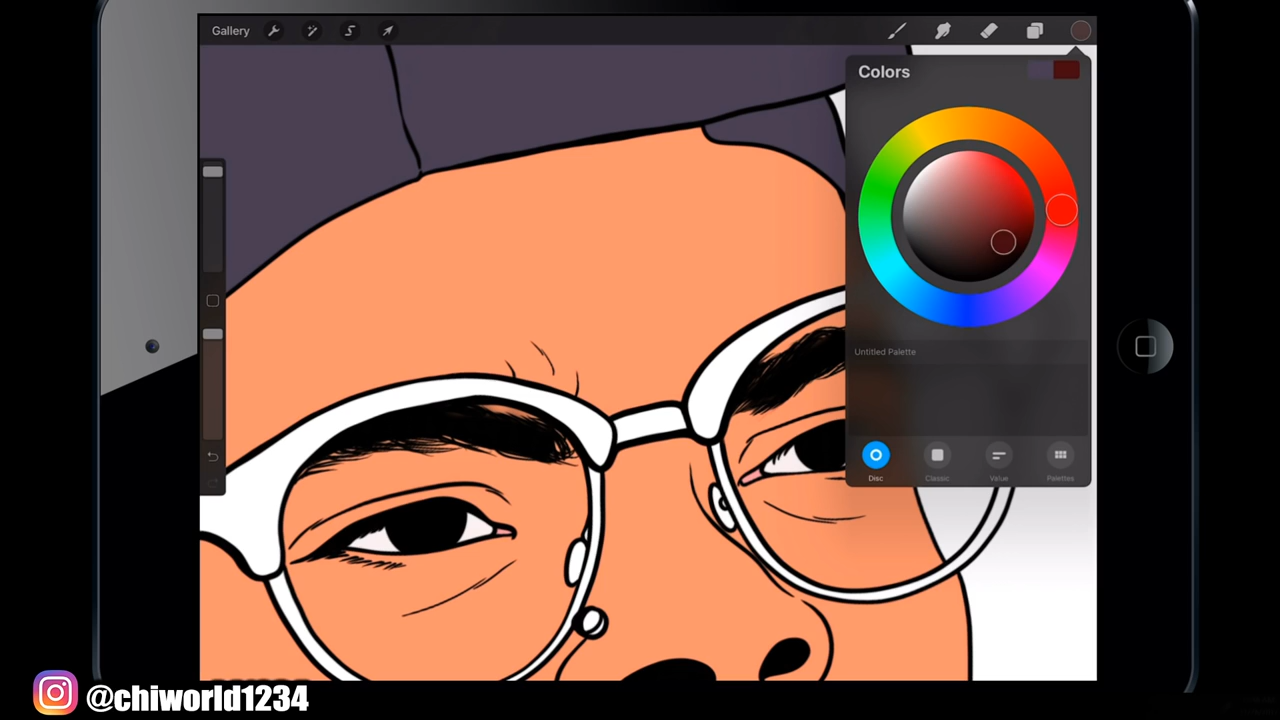 Gallery
Colors
Untitled Palette
Disc
Classic
Value
Palettes
@chiworld1234